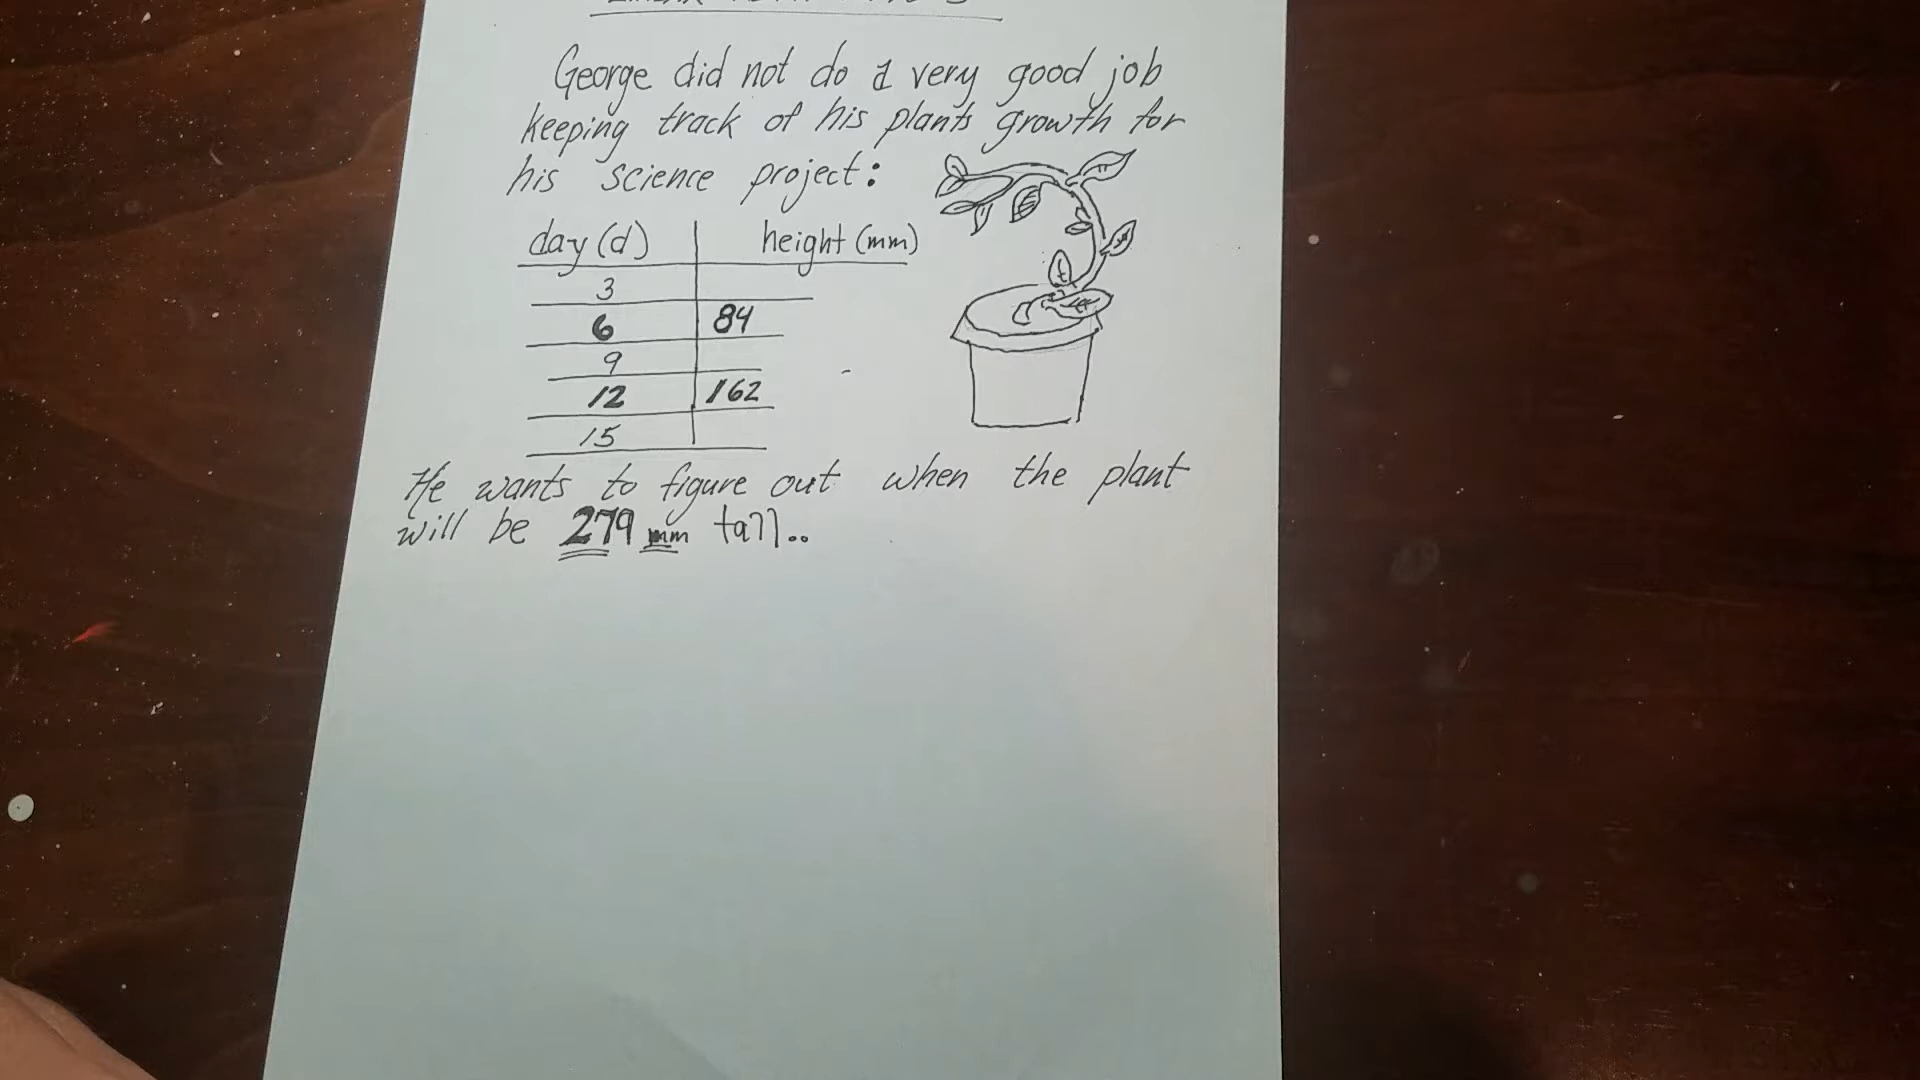 George did not do a very good job
keeping track of his plants growth for
his science project:
day (d) height (mm)
3
6 84
9
12 162
15
He wants to figure out when the plant
will be 279 mm tall..